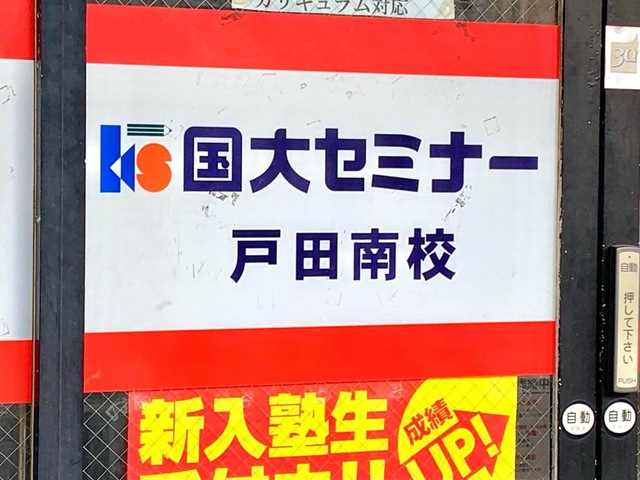 カリキュラム対応
ks 国大セミナー
戸田南校
新入塾生
成績
UP!
自動
押して下さい
PUSH
自動
自動